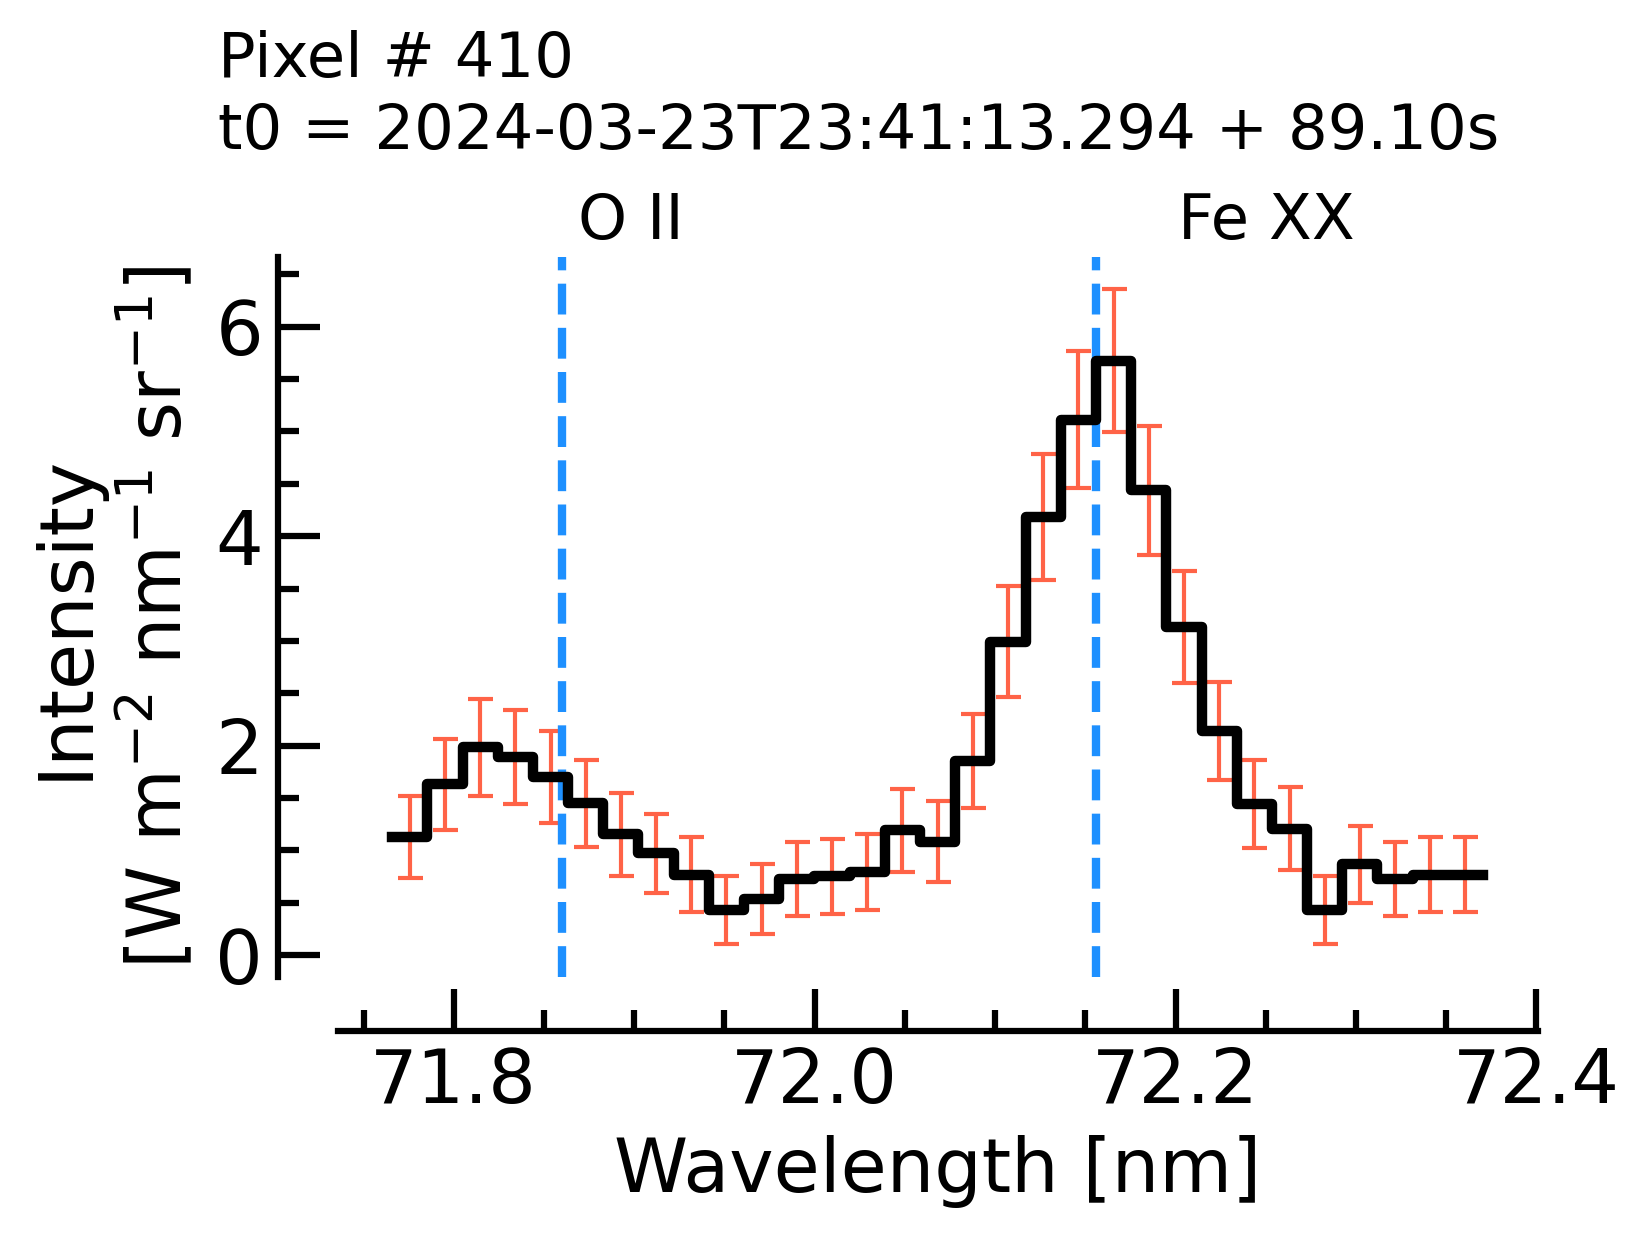 Pixel # 410
t0 = 2024-03-23T23:41:13.294 + 89.10s
O II
Fe XX
Intensity
[W m⁻² nm⁻¹ sr⁻¹]
6
4
2
0
71.8 72.0 72.2 72.4
Wavelength [nm]